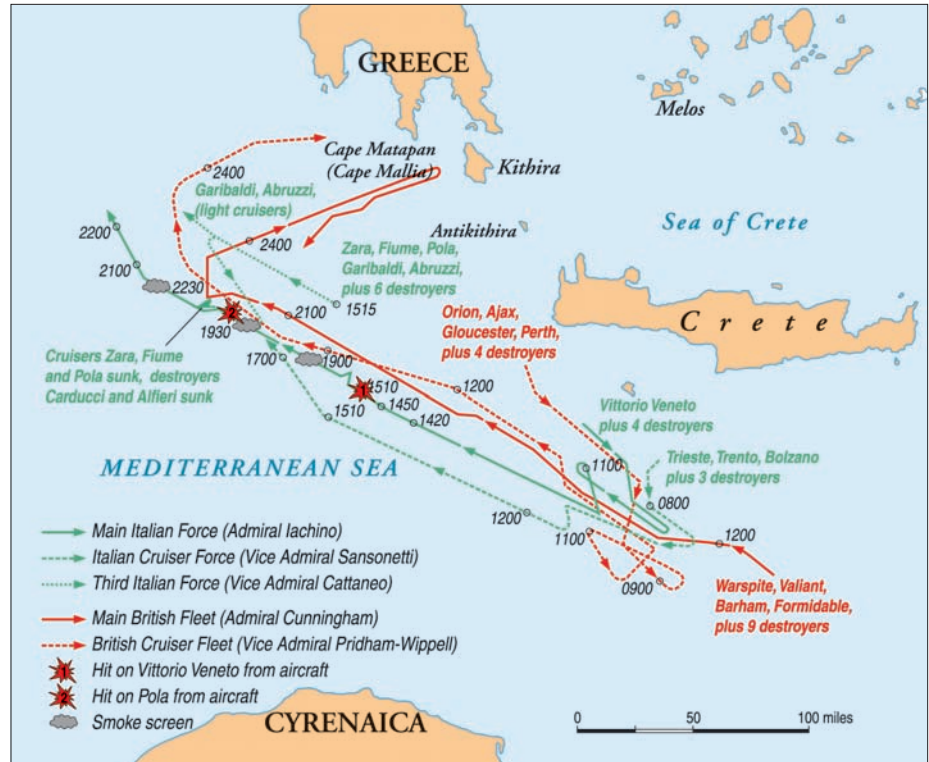 GREECE
Melos
Cape Matapan
(Cape Mallia)
Kithira
2400
Garibaldi, Abruzzi,
(light cruisers)
Sea of Crete
Antikithira
2200
2400
Zara, Fiume, Pola,
Garibaldi, Abruzzi,
plus 6 destroyers
2100
2230
1515
Orion, Ajax,
Gloucester, Perth,
plus 4 destroyers
Crete
2
2100
1930
Cruisers Zara, Fiume
and Pola sunk, destroyers
Carducci and Alfieri sunk
1700
1900
1
1510
1200
1450
1510
1420
Vittorio Veneto
plus 4 destroyers
MEDITERRANEAN SEA
1100
Trieste, Trento, Bolzano
plus 3 destroyers
0800
1200
1100
1200
0900
Warspite, Valiant,
Barham, Formidable,
plus 9 destroyers
Main Italian Force (Admiral Iachino)
Italian Cruiser Force (Vice Admiral Sansonetti)
Third Italian Force (Vice Admiral Cattaneo)
Main British Fleet (Admiral Cunningham)
British Cruiser Fleet (Vice Admiral Pridham-Wippell)
1 Hit on Vittorio Veneto from aircraft
2 Hit on Pola from aircraft
Smoke screen
CYRENAICA
0 50 100 miles